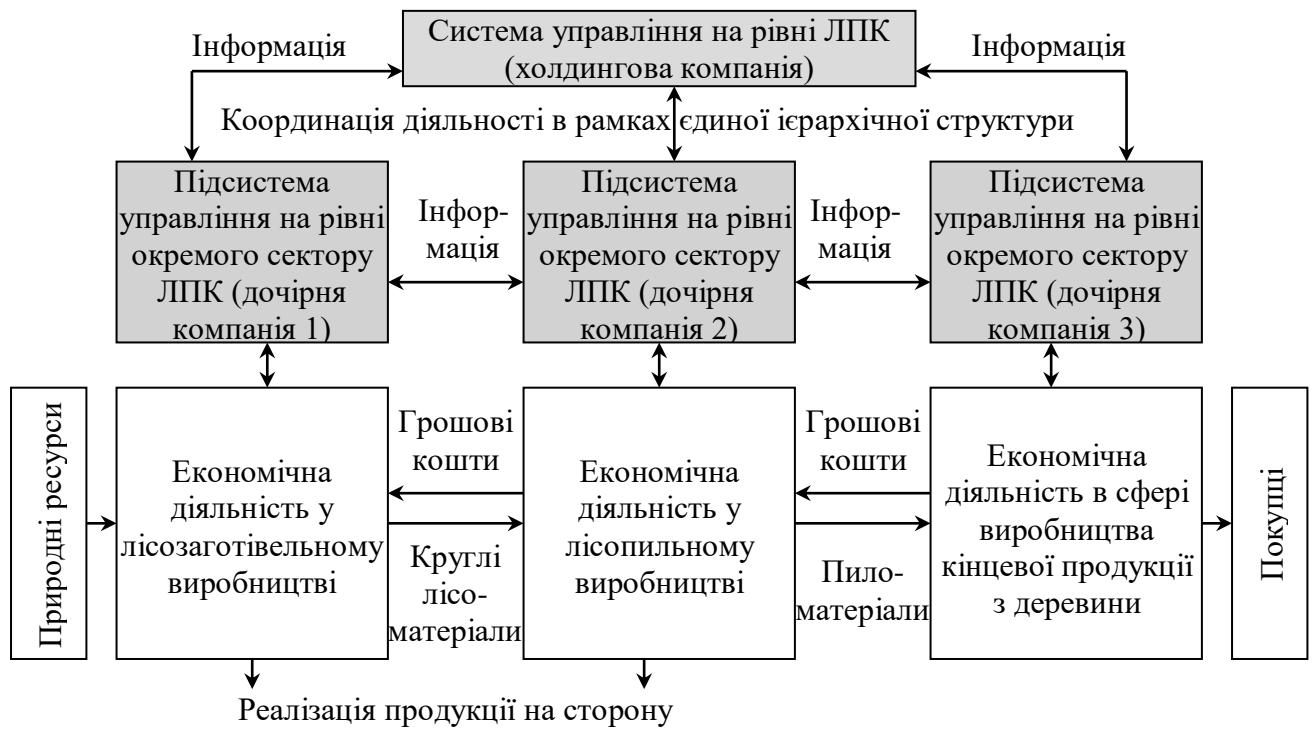 Система управління на рівні ЛПК
(холдингова компанія)
Інформація
Інформація
Координація діяльності в рамках єдиної ієрархічної структури
Підсистема
управління на рівні
окремого сектору
ЛПК (дочірня
компанія 1)
Інфор-
мація
Підсистема
управління на рівні
окремого сектору
ЛПК (дочірня
компанія 2)
Інфор-
мація
Підсистема
управління на рівні
окремого сектору
ЛПК (дочірня
компанія 3)
Природні ресурси
Економічна
діяльність у
лісозаготівельному
виробництві
Грошові
кошти
Круглі
лісо-
матеріали
Економічна
діяльність у
лісопильному
виробництві
Грошові
кошти
Пило-
матеріали
Економічна
діяльність в сфері
виробництва
кінцевої продукції
з деревини
Покупці
Реалізація продукції на сторону